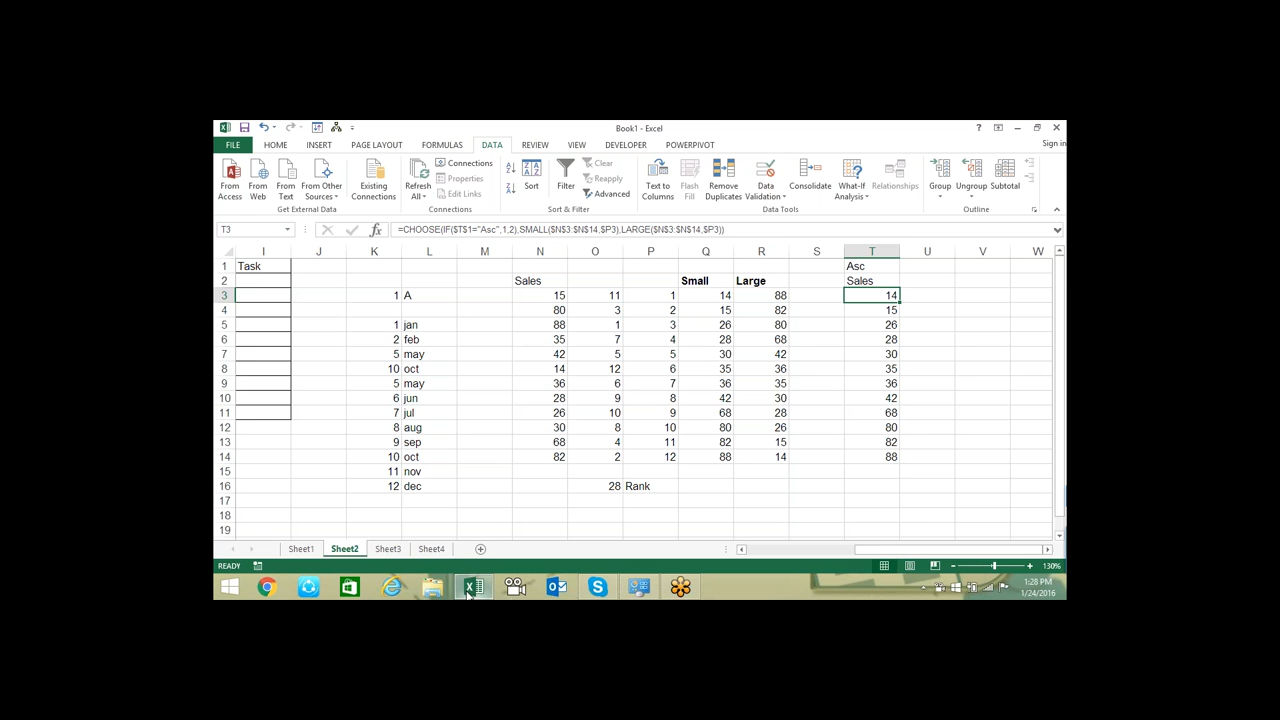 Book1 - Excel
FILE HOME INSERT PAGE LAYOUT FORMULAS DATA REVIEW VIEW DEVELOPER POWERPIVOT Sign in
From Access
From Web
From Text
From Other Sources
Existing Connections
Refresh All
Connections
Properties
Edit Links
Sort
Filter
Clear
Reapply
Advanced
Text to Columns
Flash Fill
Remove Duplicates
Data Validation
Consolidate
What-If Analysis
Relationships
Group
Ungroup
Subtotal
Get External Data Connections Sort & Filter Data Tools Outline
T3 fx =CHOOSE(IF($T$1="Asc",1,2),SMALL($N$3:$N$14,$P3),LARGE($N$3:$N$14,$P3))
I J K L M N O P Q R S T U V W
1 Task Asc
2 Sales Small Large Sales
3 1 A 15 11 1 14 88 14
4 80 3 2 15 82 15
5 1 jan 88 1 3 26 80 26
6 2 feb 35 7 4 28 68 28
7 5 may 42 5 5 30 42 30
8 10 oct 14 12 6 35 36 35
9 5 may 36 6 7 36 35 36
10 6 jun 28 9 8 42 30 42
11 7 jul 26 10 9 68 28 68
12 8 aug 30 8 10 80 26 80
13 9 sep 68 4 11 82 15 82
14 10 oct 82 2 12 88 14 88
15 11 nov
16 12 dec 28 Rank
17
18
19
Sheet1 Sheet2 Sheet3 Sheet4
READY 130%
1:28 PM
1/24/2016